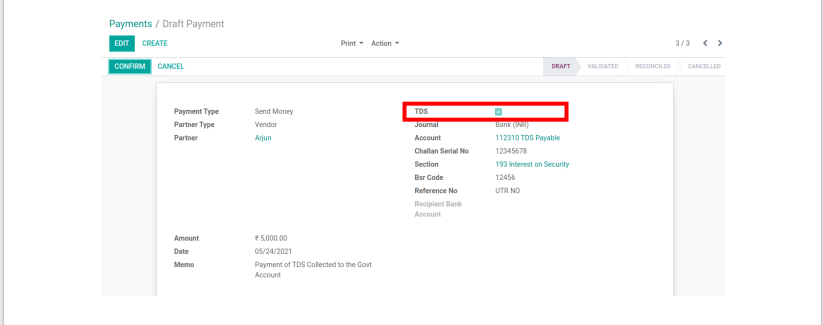 Payments / Draft Payment
EDIT CREATE Print Action 3 / 3
CONFIRM CANCEL DRAFT VALIDATED RECONCILED CANCELLED
Payment Type Send Money TDS
Partner Type Vendor Journal Bank (INR)
Partner Arjun Account 112310 TDS Payable
Challan Serial No 12345678
Section 193 Interest on Security
Bsr Code 12456
Reference No UTR NO
Recipient Bank
Account
Amount ₹ 5,000.00
Date 05/24/2021
Memo Payment of TDS Collected to the Govt
Account